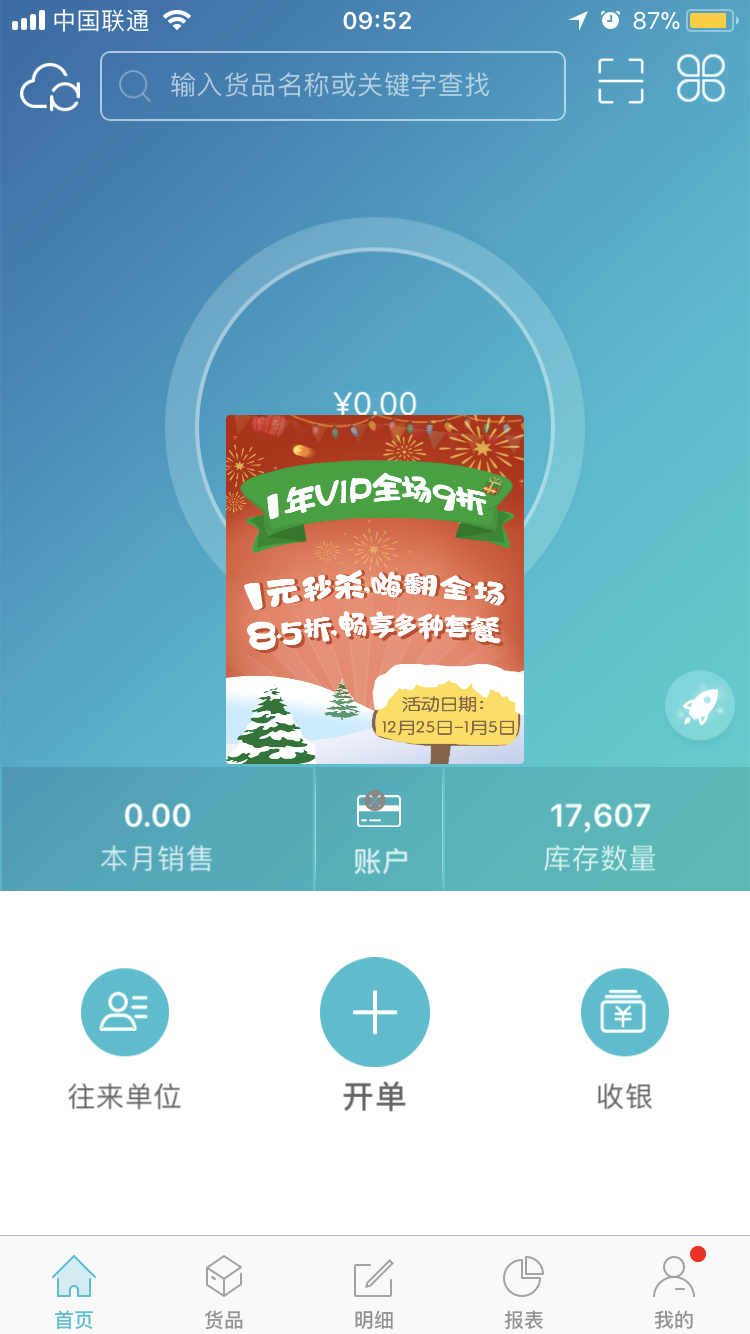 中国联通 09:52 87%
输入货品名称或关键字查找
¥0.00
1年VIP全场9折
1元秒杀,嗨翻全场
8.5折,畅享多种套餐
活动日期:
12月25日-1月5日
0.00 17,607
本月销售 账户 库存数量
往来单位 开单 收银
首页 货品 明细 报表 我的